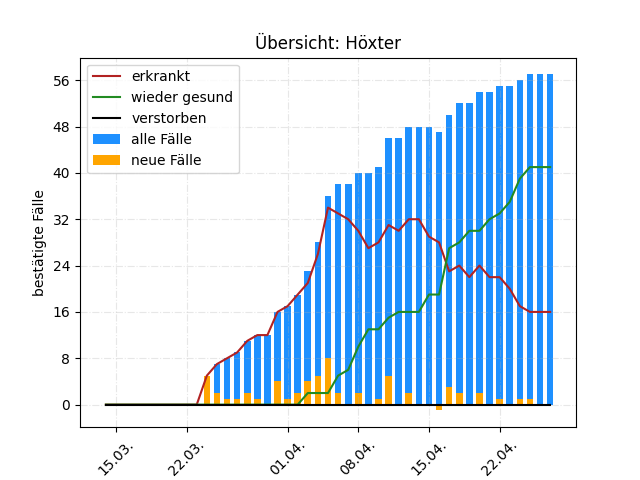 Übersicht: Höxter
erkrankt
wieder gesund
verstorben
alle Fälle
neue Fälle
bestätigte Fälle
56
48
40
32
24
16
8
0
15.03.
22.03.
01.04.
08.04.
15.04.
22.04.